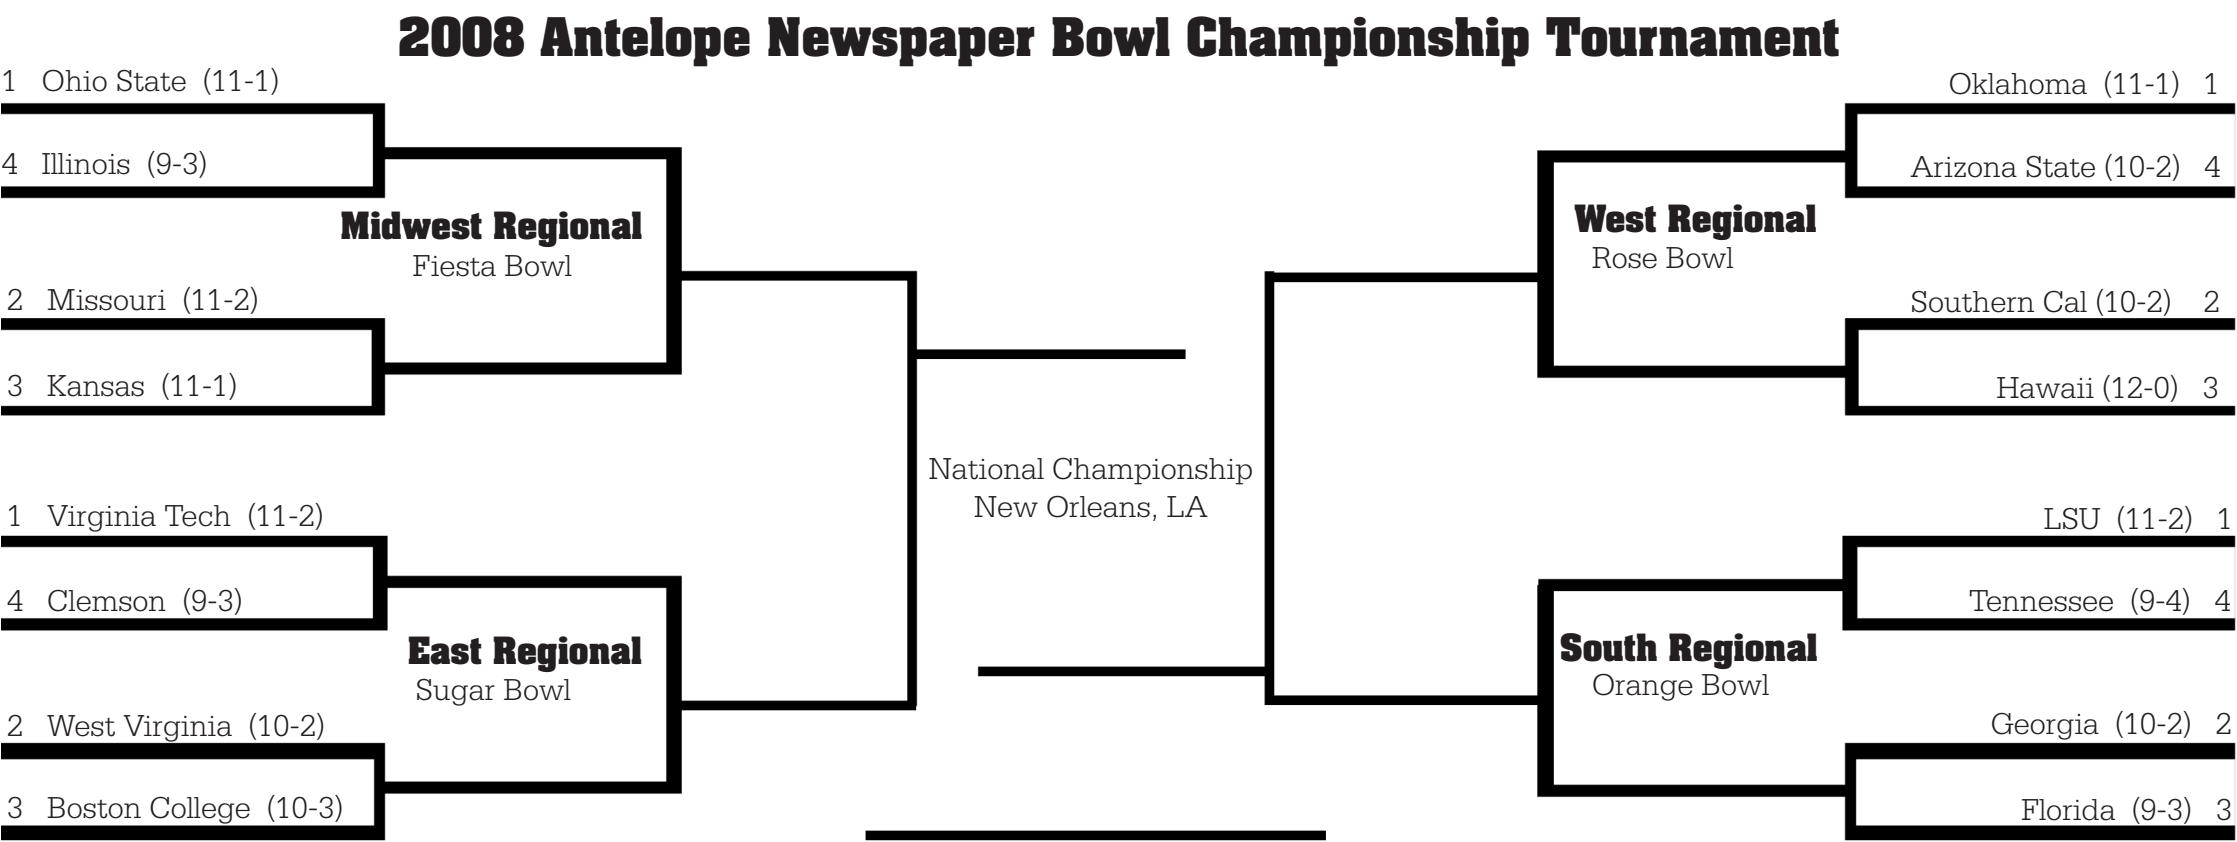 2008 Antelope Newspaper Bowl Championship Tournament
1 Ohio State (11-1)
4 Illinois (9-3)
Midwest Regional
Fiesta Bowl
2 Missouri (11-2)
3 Kansas (11-1)
1 Virginia Tech (11-2)
4 Clemson (9-3)
East Regional
Sugar Bowl
2 West Virginia (10-2)
3 Boston College (10-3)
National Championship
New Orleans, LA
Oklahoma (11-1) 1
Arizona State (10-2) 4
West Regional
Rose Bowl
Southern Cal (10-2) 2
Hawaii (12-0) 3
LSU (11-2) 1
Tennessee (9-4) 4
South Regional
Orange Bowl
Georgia (10-2) 2
Florida (9-3) 3